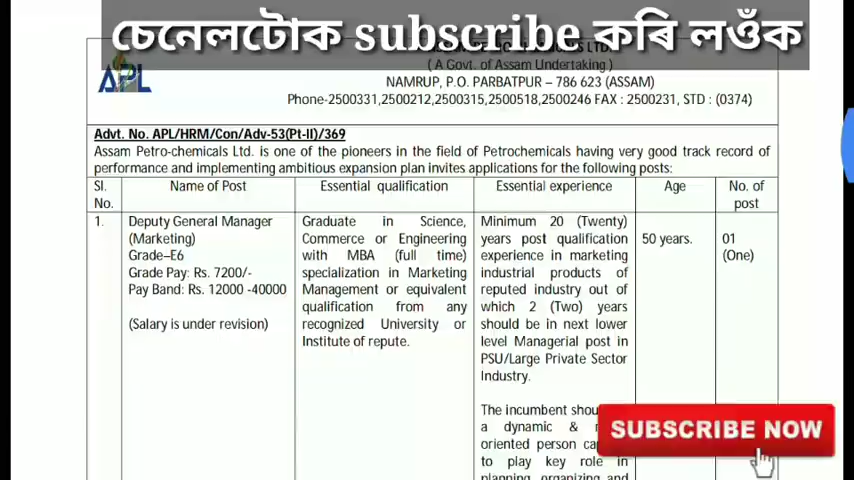 চেনেলটোক subscribe কৰি লওঁক
( A Govt. of Assam Undertaking )
APL
NAMRUP, P.O. PARBATPUR – 786 623 (ASSAM)
Phone-2500331,2500212,2500315,2500518,2500246 FAX : 2500231, STD : (0374)
Advt. No. APL/HRM/Con/Adv-53(Pt-II)/369
Assam Petro-chemicals Ltd. is one of the pioneers in the field of Petrochemicals having very good track record of
performance and implementing ambitious expansion plan invites applications for the following posts:
Sl. No.
Name of Post
Essential qualification
Essential experience
Age
No. of post
1.
Deputy General Manager
(Marketing)
Grade–E6
Grade Pay: Rs. 7200/-
Pay Band: Rs. 12000 -40000
(Salary is under revision)
Graduate in Science,
Commerce or Engineering
with MBA (full time)
specialization in Marketing
Management or equivalent
qualification from any
recognized University or
Institute of repute.
Minimum 20 (Twenty)
years post qualification
experience in marketing
industrial products of
reputed industry out of
which 2 (Two) years
should be in next lower
level Managerial post in
PSU/Large Private Sector
Industry.
The incumbent
a dynamic &
oriented person
to play key role in
planning, organizing and
50 years.
01
(One)
SUBSCRIBE NOW